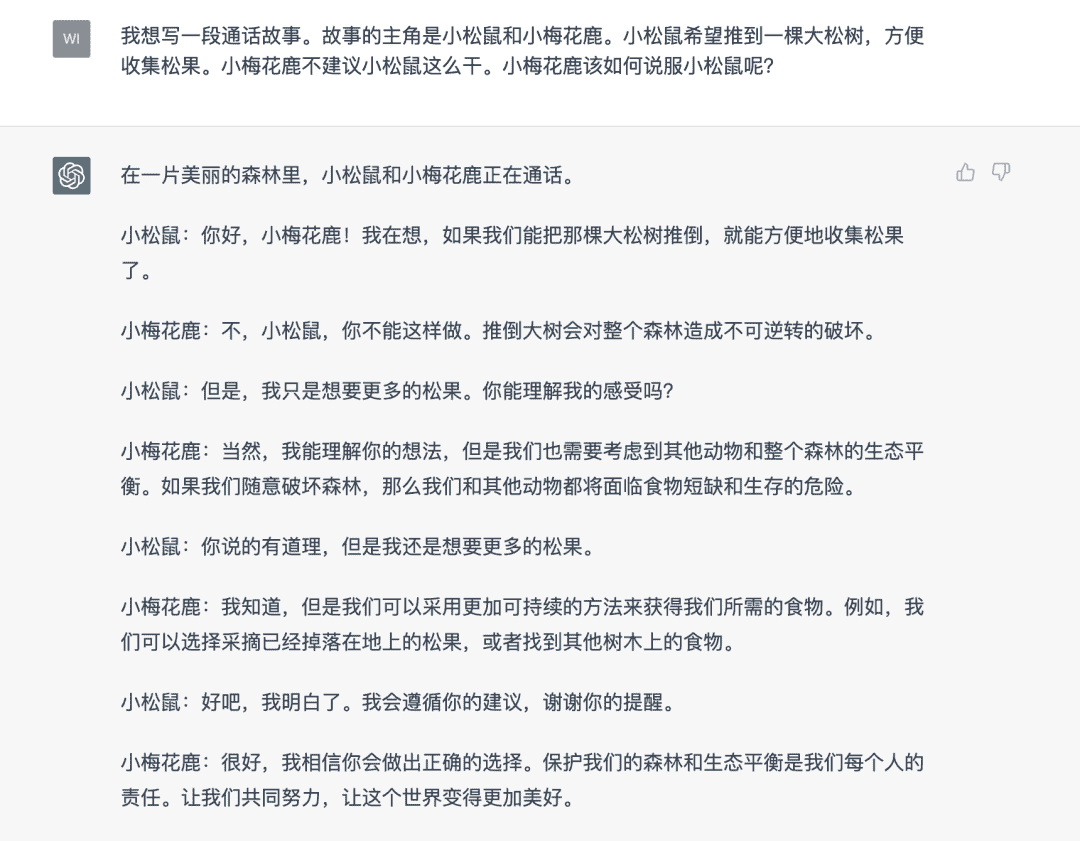 WI
我想写一段通话故事。故事的主角是小松鼠和小梅花鹿。小松鼠希望推到一棵大松树，方便
收集松果。小梅花鹿不建议小松鼠这么干。小梅花鹿该如何说服小松鼠呢？
在一片美丽的森林里，小松鼠和小梅花鹿正在通话。
小松鼠：你好，小梅花鹿！我在想，如果我们能把那棵大松树推倒，就能方便地收集松果
了。
小梅花鹿：不，小松鼠，你不能这样做。推倒大树会对整个森林造成不可逆转的破坏。
小松鼠：但是，我只是想要更多的松果。你能理解我的感受吗？
小梅花鹿：当然，我能理解你的想法，但是我们也需要考虑到其他动物和整个森林的生态平
衡。如果我们随意破坏森林，那么我们和其他动物都将面临食物短缺和生存的危险。
小松鼠：你说的有道理，但是我还是想要更多的松果。
小梅花鹿：我知道，但是我们可以采用更加可持续的方法来获得我们所需的食物。例如，我
们可以选择采摘已经掉落在地上的松果，或者找到其他树木上的食物。
小松鼠：好吧，我明白了。我会遵循你的建议，谢谢你的提醒。
小梅花鹿：很好，我相信你会做出正确的选择。保护我们的森林和生态平衡是我们每个人的
责任。让我们共同努力，让这个世界变得更加美好。